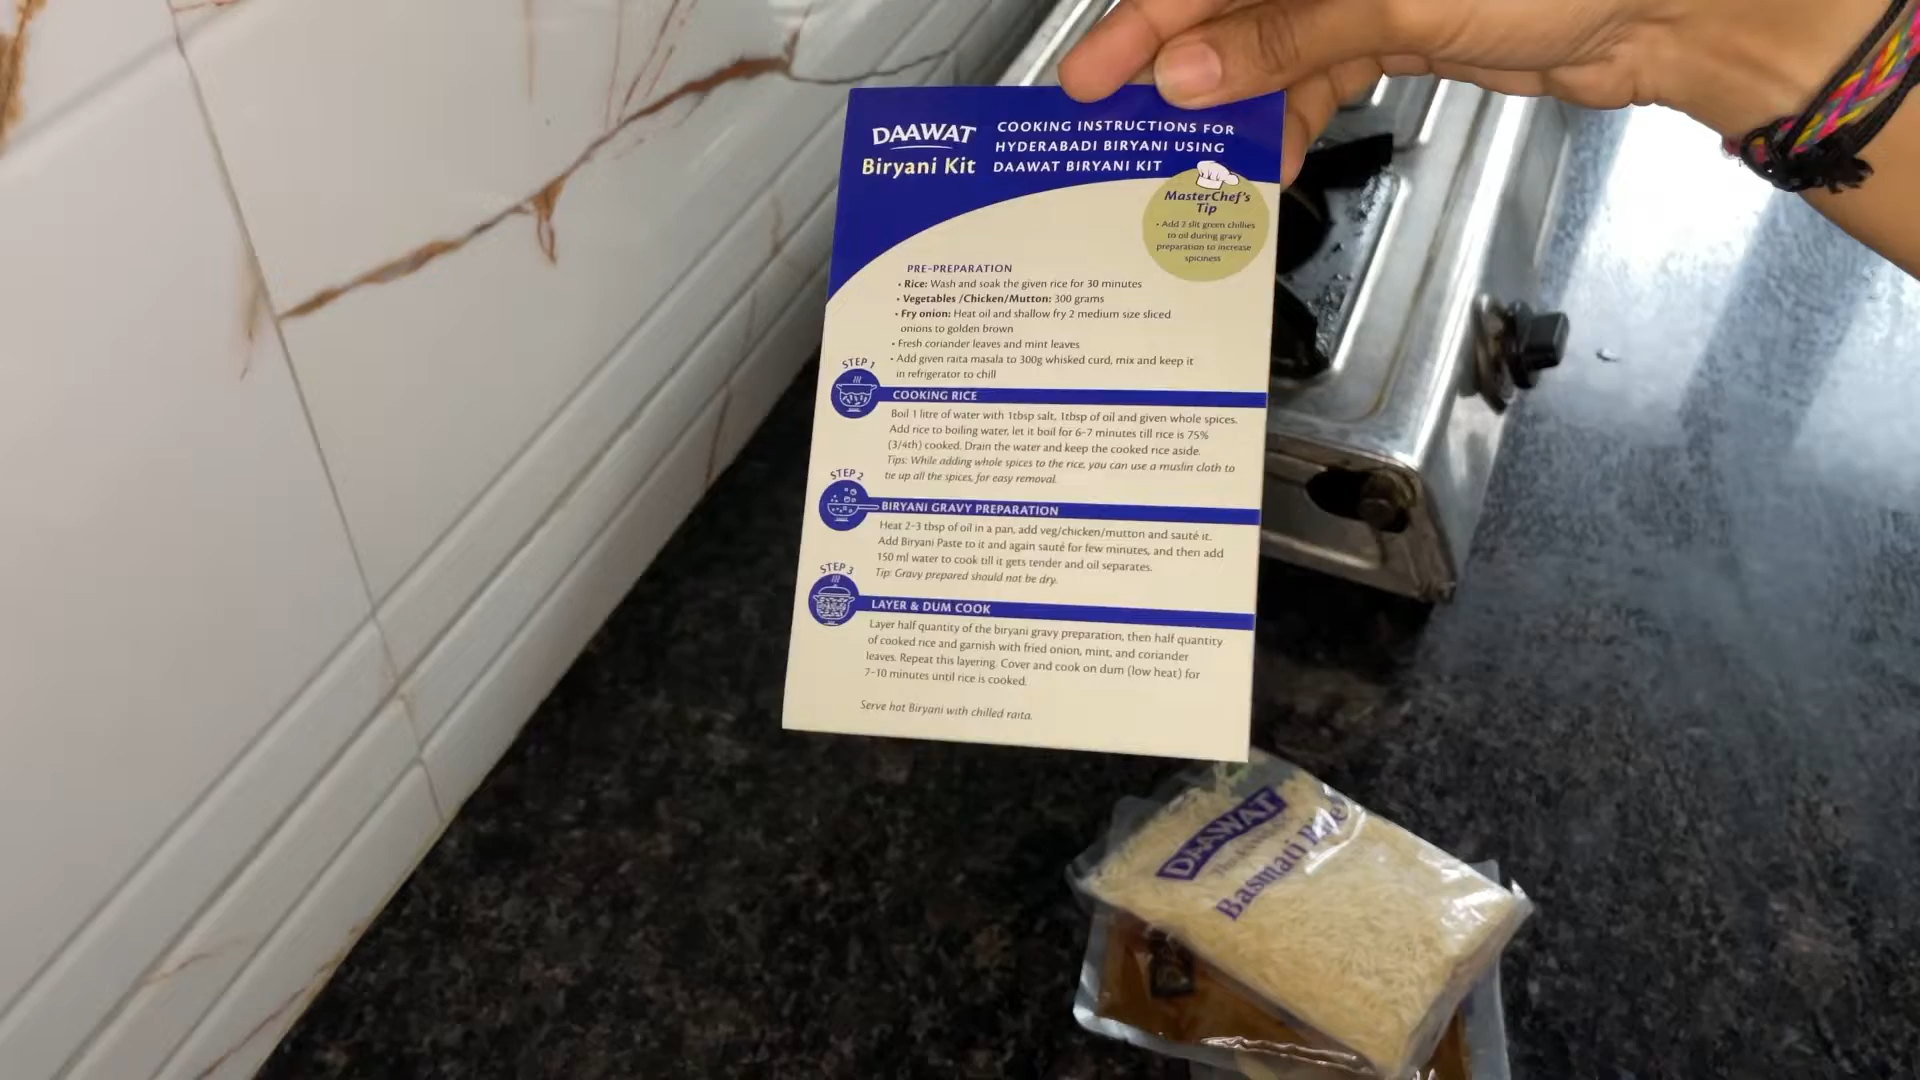 DAAWAT
Biryani Kit
COOKING INSTRUCTIONS FOR
HYDERABADI BIRYANI USING
DAAWAT BIRYANI KIT
MasterChef's
Tip
• Add 2 slit green chillies
to oil during gravy
preparation to increase
spiciness
PRE-PREPARATION
• Rice: Wash and soak the given rice for 30 minutes
• Vegetables /Chicken/Mutton: 300 grams
• Fry onion: Heat oil and shallow fry 2 medium size sliced
onions to golden brown
• Fresh coriander leaves and mint leaves
• Add given raita masala to 300g whisked curd, mix and keep it
in refrigerator to chill
STEP 1
COOKING RICE
Boil 1 litre of water with 1tbsp salt, 1tbsp of oil and given whole spices.
Add rice to boiling water, let it boil for 6-7 minutes till rice is 75%
(3/4th) cooked. Drain the water and keep the cooked rice aside.
Tips: While adding whole spices to the rice, you can use a muslin cloth to
tie up all the spices, for easy removal.
STEP 2
BIRYANI GRAVY PREPARATION
Heat 2-3 tbsp of oil in a pan, add veg/chicken/mutton and sauté it.
Add Biryani Paste to it and again sauté for few minutes, and then add
150 ml water to cook till it gets tender and oil separates.
Tip: Gravy prepared should not be dry.
STEP 3
LAYER & DUM COOK
Layer half quantity of the biryani gravy preparation, then half quantity
of cooked rice and garnish with fried onion, mint, and coriander
leaves. Repeat this layering. Cover and cook on dum (low heat) for
7-10 minutes until rice is cooked.
Serve hot Biryani with chilled raita.
DAAWAT
Basmati Rice